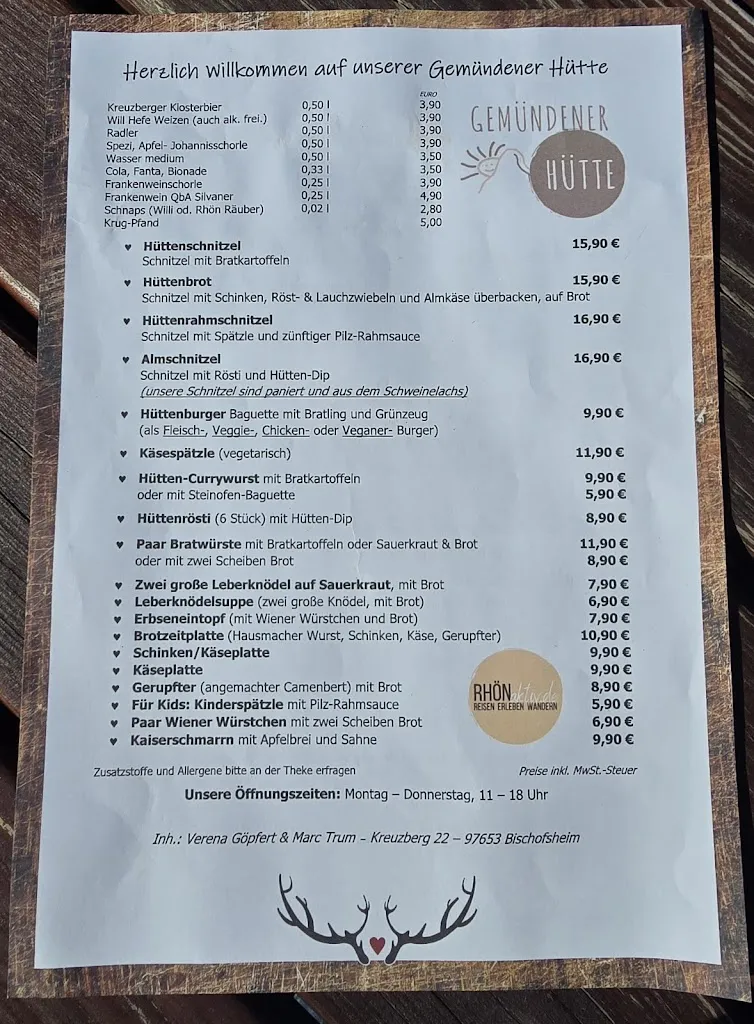 Herzlich willkommen auf unserer Gemündener Hütte
EURO
Kreuzberger Klosterbier 0,50 l 3,90
Will Hefe Weizen (auch alk. frei.) 0,50 l 3,90
Radler 0,50 l 3,90
Spezi, Apfel- Johannisschorle 0,50 l 3,90
Wasser medium 0,50 l 3,50
Cola, Fanta, Bionade 0,33 l 3,50
Frankenweinschorle 0,25 l 3,90
Frankenwein QbA Silvaner 0,25 l 4,90
Schnaps (Willi od. Rhön Räuber) 0,02 l 2,80
Krug-Pfand 5,00
GEMÜNDENER
HÜTTE
♥ Hüttenschnitzel 15,90 €
Schnitzel mit Bratkartoffeln
♥ Hüttenbrot 15,90 €
Schnitzel mit Schinken, Röst- & Lauchzwiebeln und Almkäse überbacken, auf Brot
♥ Hüttenrahmschnitzel 16,90 €
Schnitzel mit Spätzle und zünftiger Pilz-Rahmsauce
♥ Almschnitzel 16,90 €
Schnitzel mit Rösti und Hütten-Dip
(unsere Schnitzel sind paniert und aus dem Schweinelachs)
♥ Hüttenburger Baguette mit Bratling und Grünzeug 9,90 €
(als Fleisch-, Veggie-, Chicken- oder Veganer- Burger)
♥ Käsespätzle (vegetarisch) 11,90 €
♥ Hütten-Currywurst mit Bratkartoffeln 9,90 €
oder mit Steinofen-Baguette 5,90 €
♥ Hüttenrösti (6 Stück) mit Hütten-Dip 8,90 €
♥ Paar Bratwürste mit Bratkartoffeln oder Sauerkraut & Brot 11,90 €
oder mit zwei Scheiben Brot 8,90 €
♥ Zwei große Leberknödel auf Sauerkraut, mit Brot 7,90 €
♥ Leberknödelsuppe (zwei große Knödel, mit Brot) 6,90 €
♥ Erbseneintopf (mit Wiener Würstchen und Brot) 7,90 €
♥ Brotzeitplatte (Hausmacher Wurst, Schinken, Käse, Gerupfter) 10,90 €
♥ Schinken/Käseplatte 9,90 €
♥ Käseplatte 9,90 €
♥ Gerupfter (angemachter Camenbert) mit Brot 8,90 €
♥ Für Kids: Kinderspätzle mit Pilz-Rahmsauce 5,90 €
♥ Paar Wiener Würstchen mit zwei Scheiben Brot 6,90 €
♥ Kaiserschmarrn mit Apfelbrei und Sahne 9,90 €
RHÖNaktiv.de
REISEN ERLEBEN WANDERN
Zusatzstoffe und Allergene bitte an der Theke erfragen Preise inkl. MwSt.-Steuer
Unsere Öffnungszeiten: Montag – Donnerstag, 11 – 18 Uhr
Inh.: Verena Göpfert & Marc Trum – Kreuzberg 22 – 97653 Bischofsheim